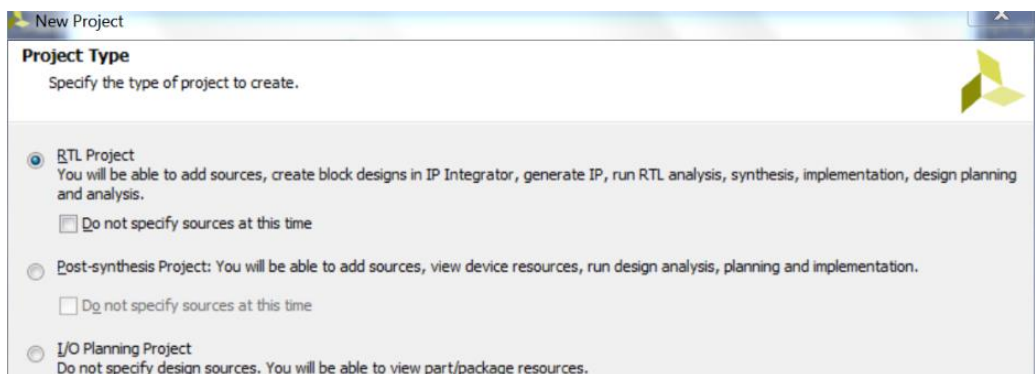 New Project
Project Type
Specify the type of project to create.
RTL Project
You will be able to add sources, create block designs in IP Integrator, generate IP, run RTL analysis, synthesis, implementation, design planning
and analysis.
Do not specify sources at this time
Post-synthesis Project: You will be able to add sources, view device resources, run design analysis, planning and implementation.
Do not specify sources at this time
I/O Planning Project
Do not specify design sources. You will be able to view part/package resources.